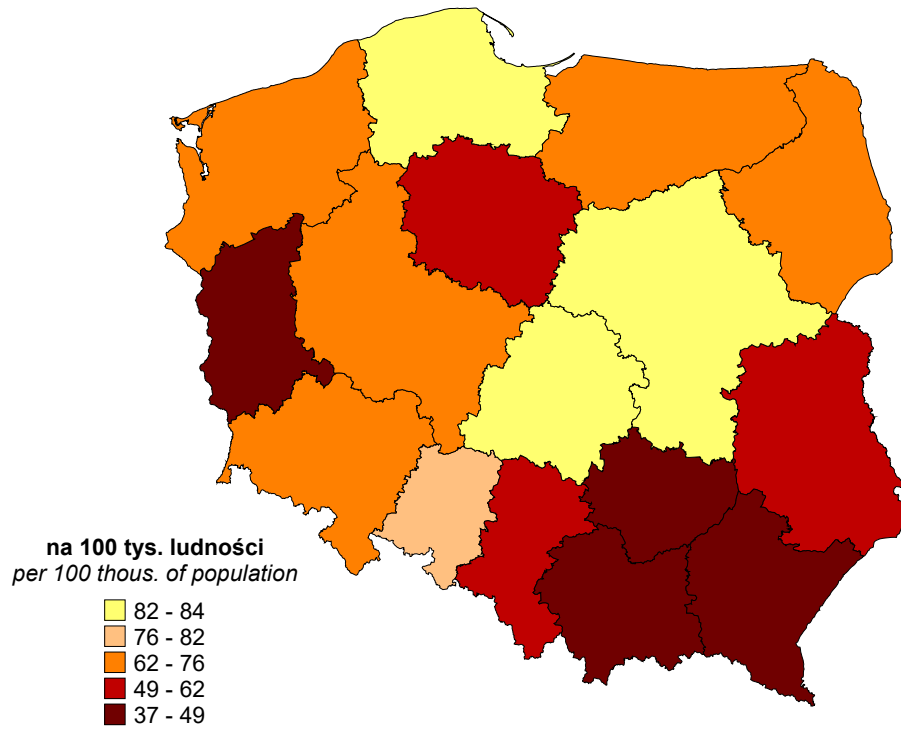 na 100 tys. ludności
per 100 thous. of population
82 - 84
76 - 82
62 - 76
49 - 62
37 - 49